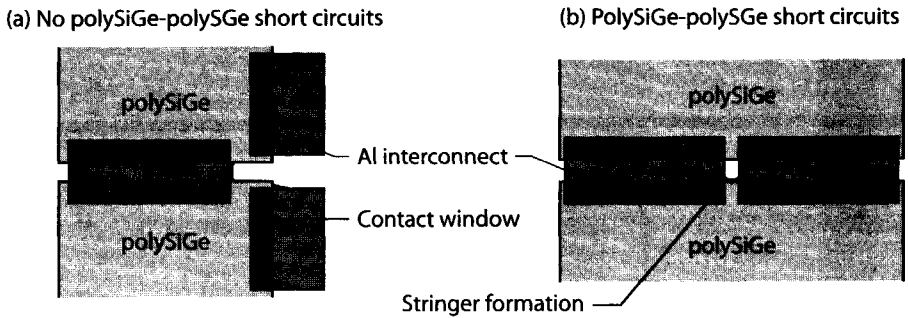 (a) No polySiGe-polySGe short circuits
(b) PolySiGe-polySGe short circuits
polySiGe
polySiGe
Al interconnect
Contact window
polySiGe
polySiGe
Stringer formation